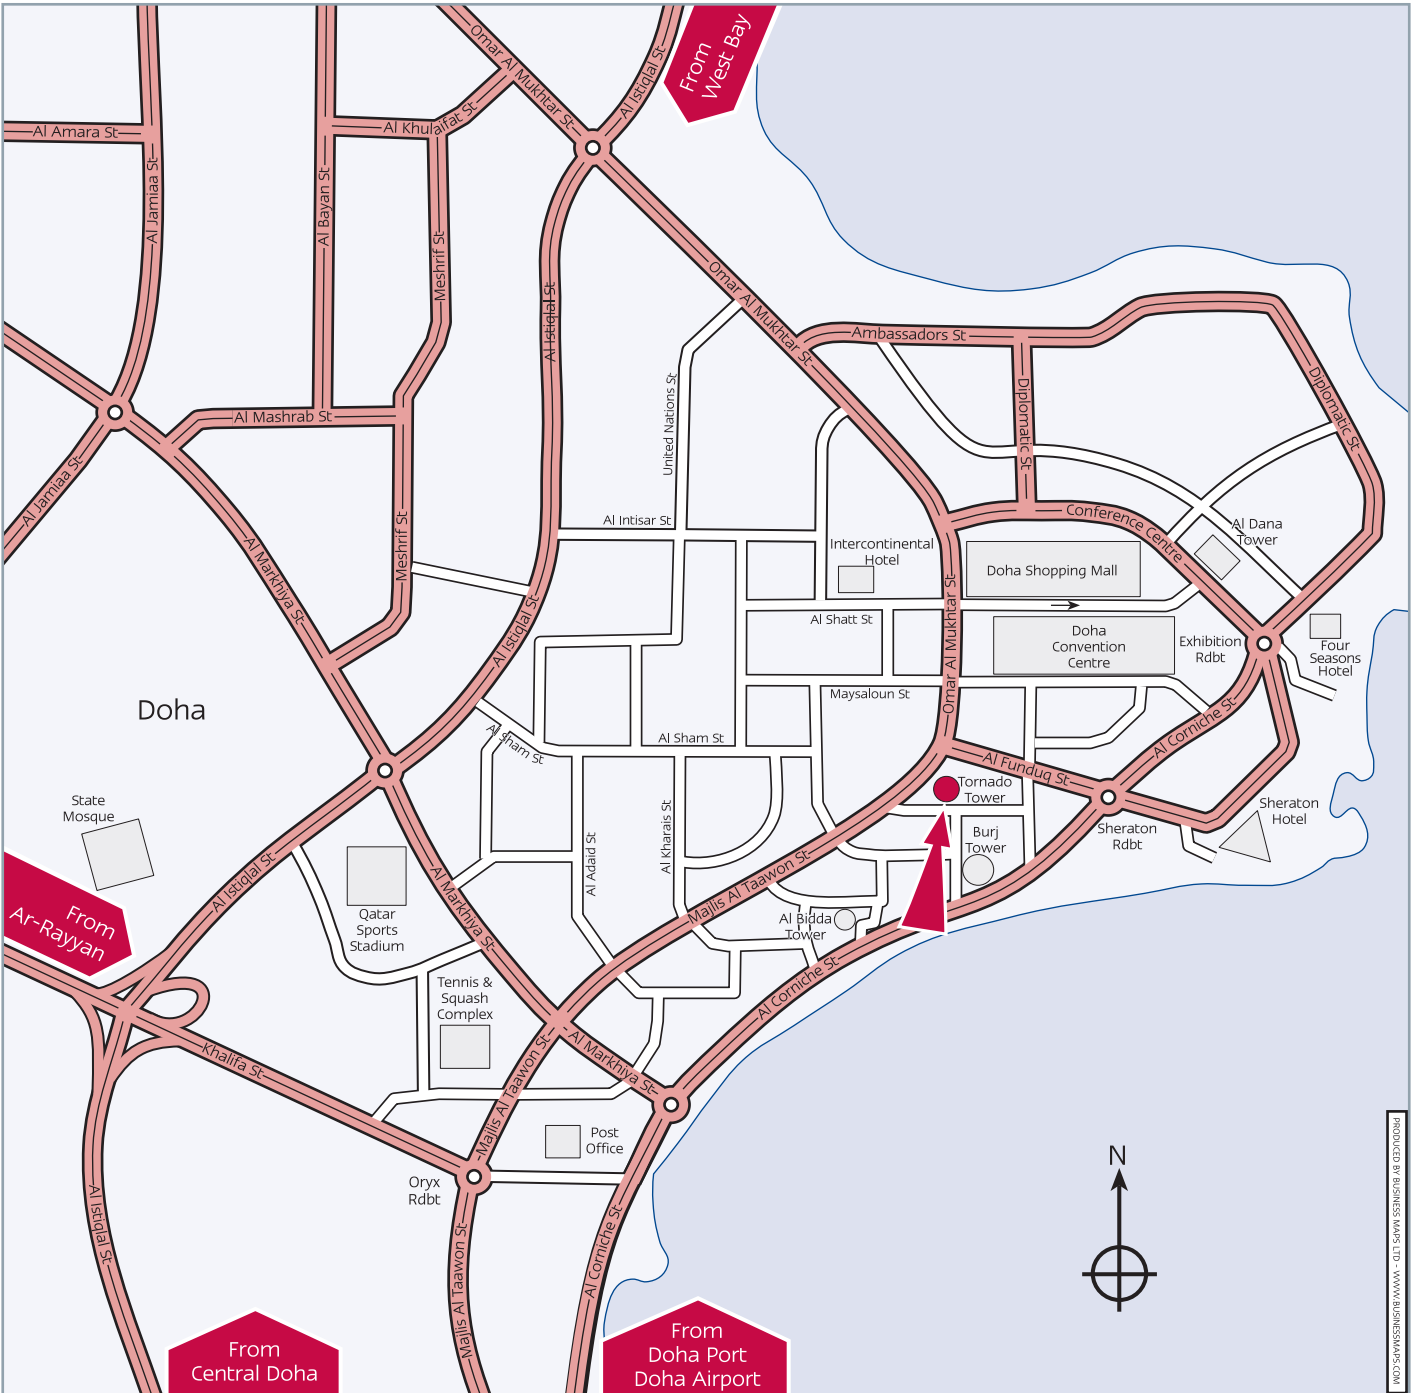 From
West Bay
Omar Al Mukhtar St
Al Istiqlal St
Al Amara St
Al Khulaifat St
Al Jamiaa St
Al Bayan St
Meshrif St
Omar Al Mukhtar St
Al Istiqlal St
Ambassadors St
Diplomatic St
Diplomatic St
United Nations St
Al Mashrab St
Al Jamiaa St
Al Markhiya St
Meshrif St
Al Intisar St
Conference Centre
Al Dana
Tower
Intercontinental
Hotel
Doha Shopping Mall
Al Istiqlal St
Al Shatt St
Omar Al Mukhtar St
Doha
Convention
Centre
Exhibition
Rdbt
Four
Seasons
Hotel
Maysaloun St
Doha
Al Sham St
Al Sham St
Al Corniche St
Al Funduq St
Tornado
Tower
State
Mosque
Sheraton
Hotel
Sheraton
Rdbt
Burj
Tower
Al Adaid St
Al Kharais St
Al Istiqlal St
Majlis Al Taawon St
Al Markhiya St
From
Ar-Rayyan
Qatar
Sports
Stadium
Al Bidda
Tower
Al Corniche St
Tennis &
Squash
Complex
Khalifa St
Al Markhiya St
Majlis Al Taawon St
Post
Office
Oryx
Rdbt
N
Al Istiqlal St
Majlis Al Taawon St
Al Corniche St
From
Central Doha
From
Doha Port
Doha Airport
PRODUCED BY BUSINESS MAPS LTD - WWW.BUSINESSMAPS.COM